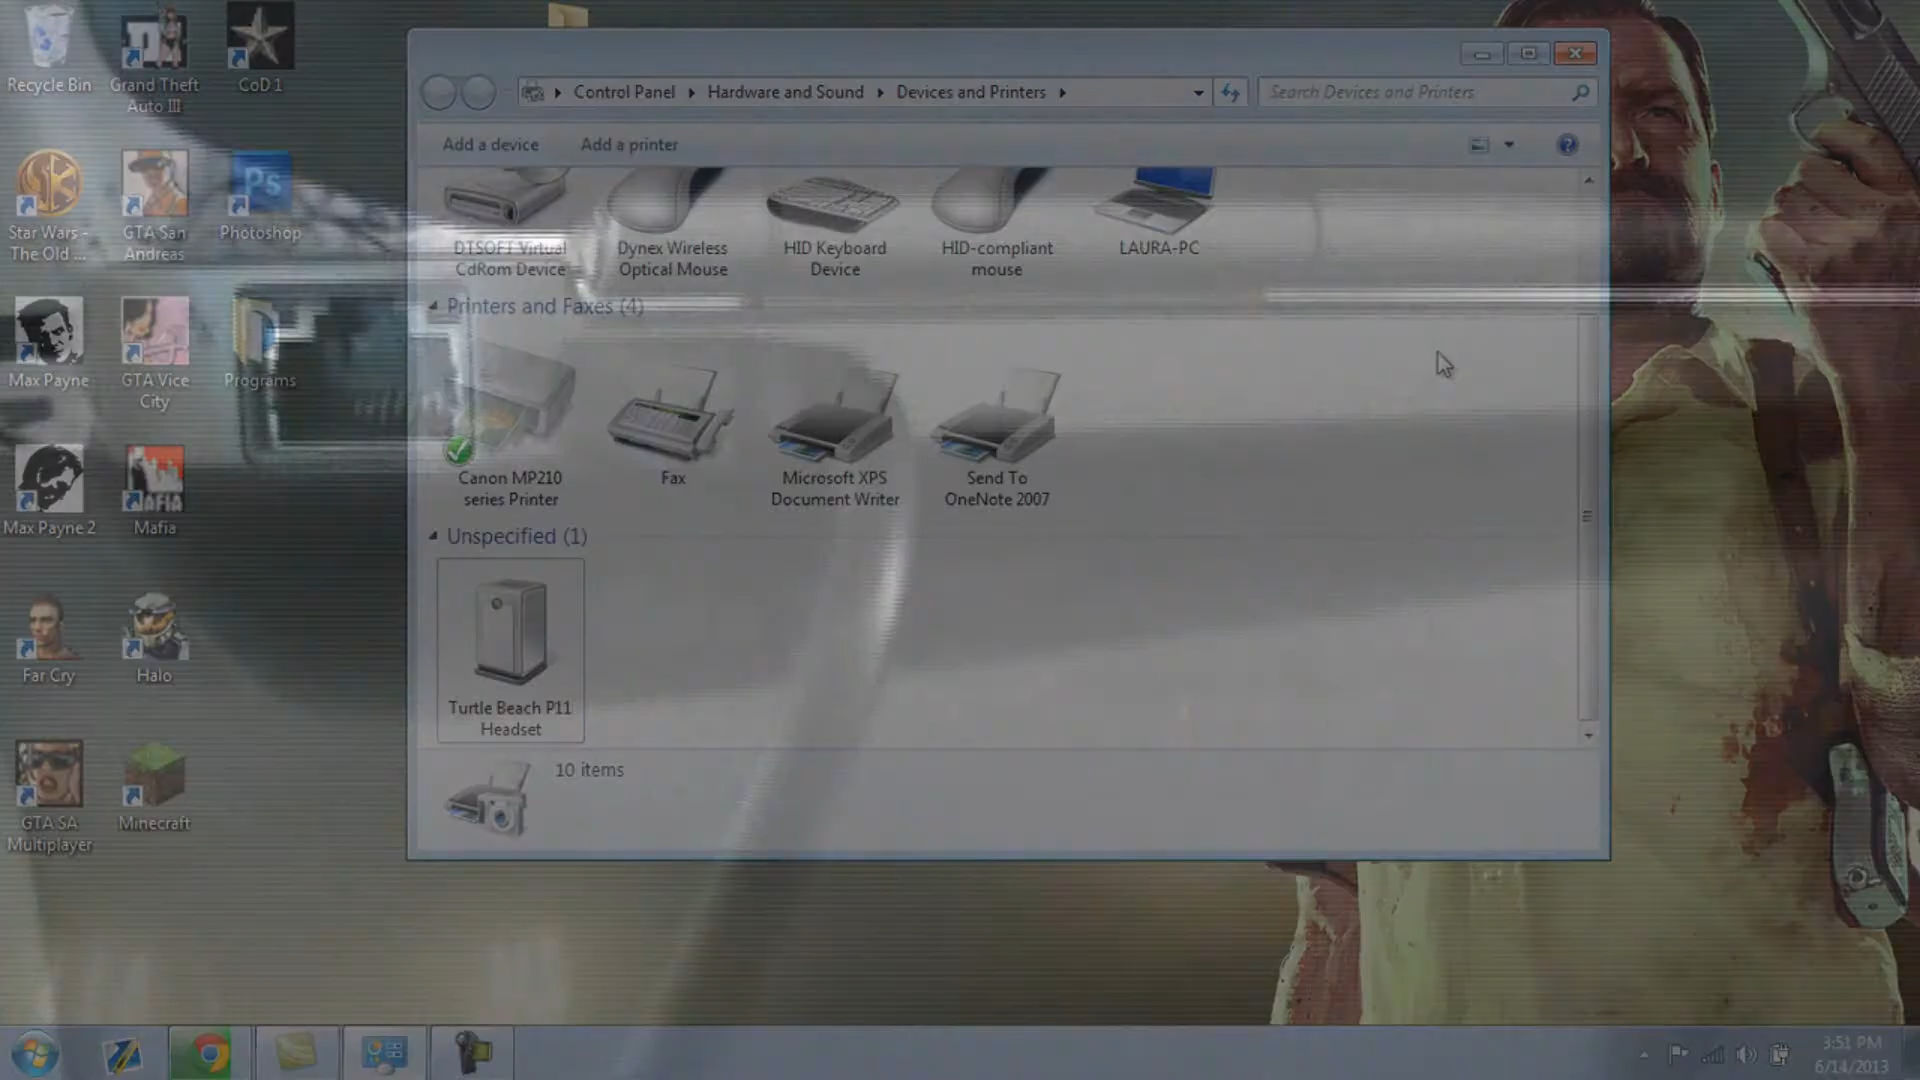 Recycle Bin
Grand Theft
Auto III
CoD 1
Star Wars -
The Old ...
GTA San
Andreas
Photoshop
Ps
Max Payne
GTA Vice
City
Programs
Max Payne 2
Mafia
MAFIA
Far Cry
Halo
GTA SA
Multiplayer
Minecraft
Control Panel
Hardware and Sound
Devices and Printers
Search Devices and Printers
Add a device
Add a printer
DTSOFT Virtual
CdRom Device
Dynex Wireless
Optical Mouse
HID Keyboard
Device
HID-compliant
mouse
LAURA-PC
Printers and Faxes (4)
Canon MP210
series Printer
Fax
Microsoft XPS
Document Writer
Send To
OneNote 2007
Unspecified (1)
Turtle Beach P11
Headset
10 items
3:51 PM
6/14/2013